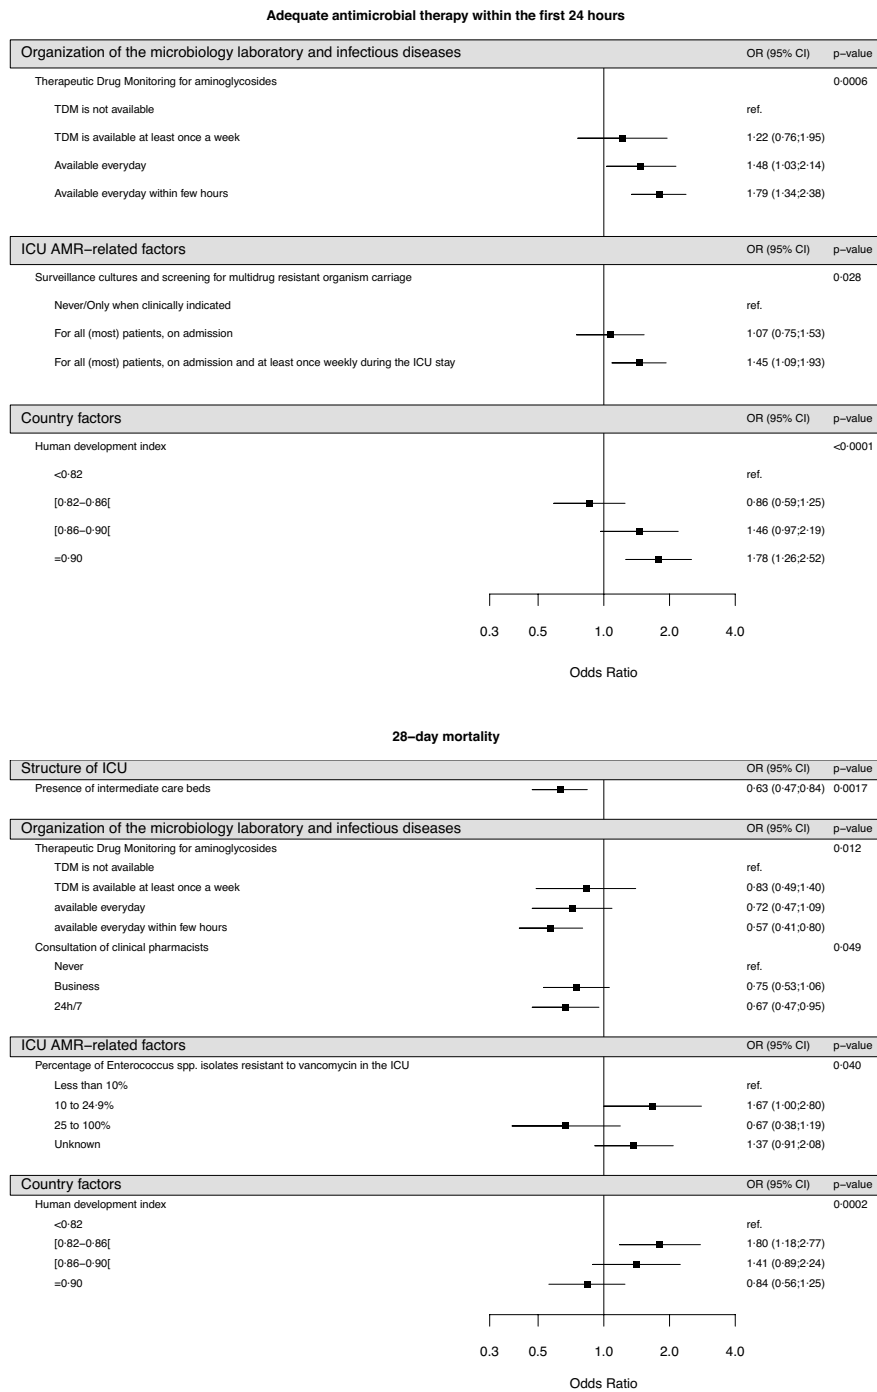 Adequate antimicrobial therapy within the first 24 hours
Organization of the microbiology laboratory and infectious diseases OR (95% CI) p−value
Therapeutic Drug Monitoring for aminoglycosides 0·0006
TDM is not available ref.
TDM is available at least once a week 1·22 (0·76;1·95)
Available everyday 1·48 (1·03;2·14)
Available everyday within few hours 1·79 (1·34;2·38)
ICU AMR−related factors OR (95% CI) p−value
Surveillance cultures and screening for multidrug resistant organism carriage 0·028
Never/Only when clinically indicated ref.
For all (most) patients, on admission 1·07 (0·75;1·53)
For all (most) patients, on admission and at least once weekly during the ICU stay 1·45 (1·09;1·93)
Country factors OR (95% CI) p−value
Human development index <0·0001
<0·82 ref.
[0·82−0·86[ 0·86 (0·59;1·25)
[0·86−0·90[ 1·46 (0·97;2·19)
=0·90 1·78 (1·26;2·52)
0.3 0.5 1.0 2.0 4.0
Odds Ratio
28−day mortality
Structure of ICU OR (95% CI) p−value
Presence of intermediate care beds 0·63 (0·47;0·84) 0·0017
Organization of the microbiology laboratory and infectious diseases OR (95% CI) p−value
Therapeutic Drug Monitoring for aminoglycosides 0·012
TDM is not available ref.
TDM is available at least once a week 0·83 (0·49;1·40)
available everyday 0·72 (0·47;1·09)
available everyday within few hours 0·57 (0·41;0·80)
Consultation of clinical pharmacists 0·049
Never ref.
Business 0·75 (0·53;1·06)
24h/7 0·67 (0·47;0·95)
ICU AMR−related factors OR (95% CI) p−value
Percentage of Enterococcus spp. isolates resistant to vancomycin in the ICU 0·040
Less than 10% ref.
10 to 24·9% 1·67 (1·00;2·80)
25 to 100% 0·67 (0·38;1·19)
Unknown 1·37 (0·91;2·08)
Country factors OR (95% CI) p−value
Human development index 0·0002
<0·82 ref.
[0·82−0·86[ 1·80 (1·18;2·77)
[0·86−0·90[ 1·41 (0·89;2·24)
=0·90 0·84 (0·56;1·25)
0.3 0.5 1.0 2.0 4.0
Odds Ratio